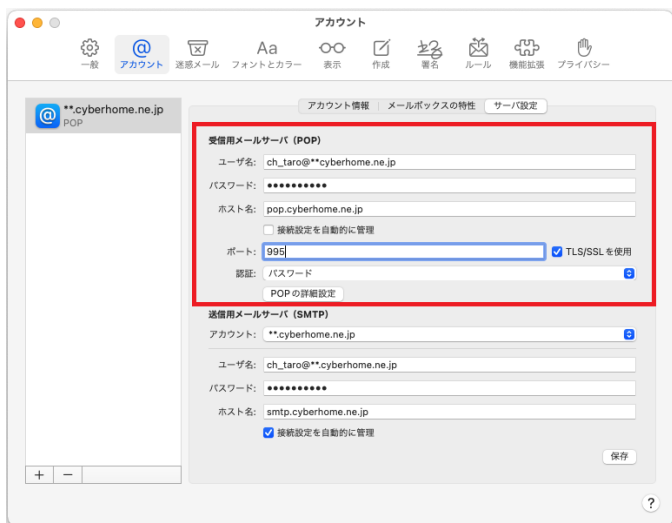 アカウント
一般
アカウント
迷惑メール
フォントとカラー
表示
作成
署名
ルール
機能拡張
プライバシー
**.cyberhome.ne.jp
POP
アカウント情報 メールボックスの特性 サーバ設定
受信用メールサーバ(POP)
ユーザ名: ch_taro@**cyberhome.ne.jp
パスワード: ●●●●●●●●●●
ホスト名: pop.cyberhome.ne.jp
接続設定を自動的に管理
ポート: 995 TLS/SSL を使用
認証: パスワード
POP の詳細設定
送信用メールサーバ(SMTP)
アカウント: **.cyberhome.ne.jp
ユーザ名: ch_taro@**.cyberhome.ne.jp
パスワード: ●●●●●●●●●●
ホスト名: smtp.cyberhome.ne.jp
接続設定を自動的に管理
保存
+ −
?